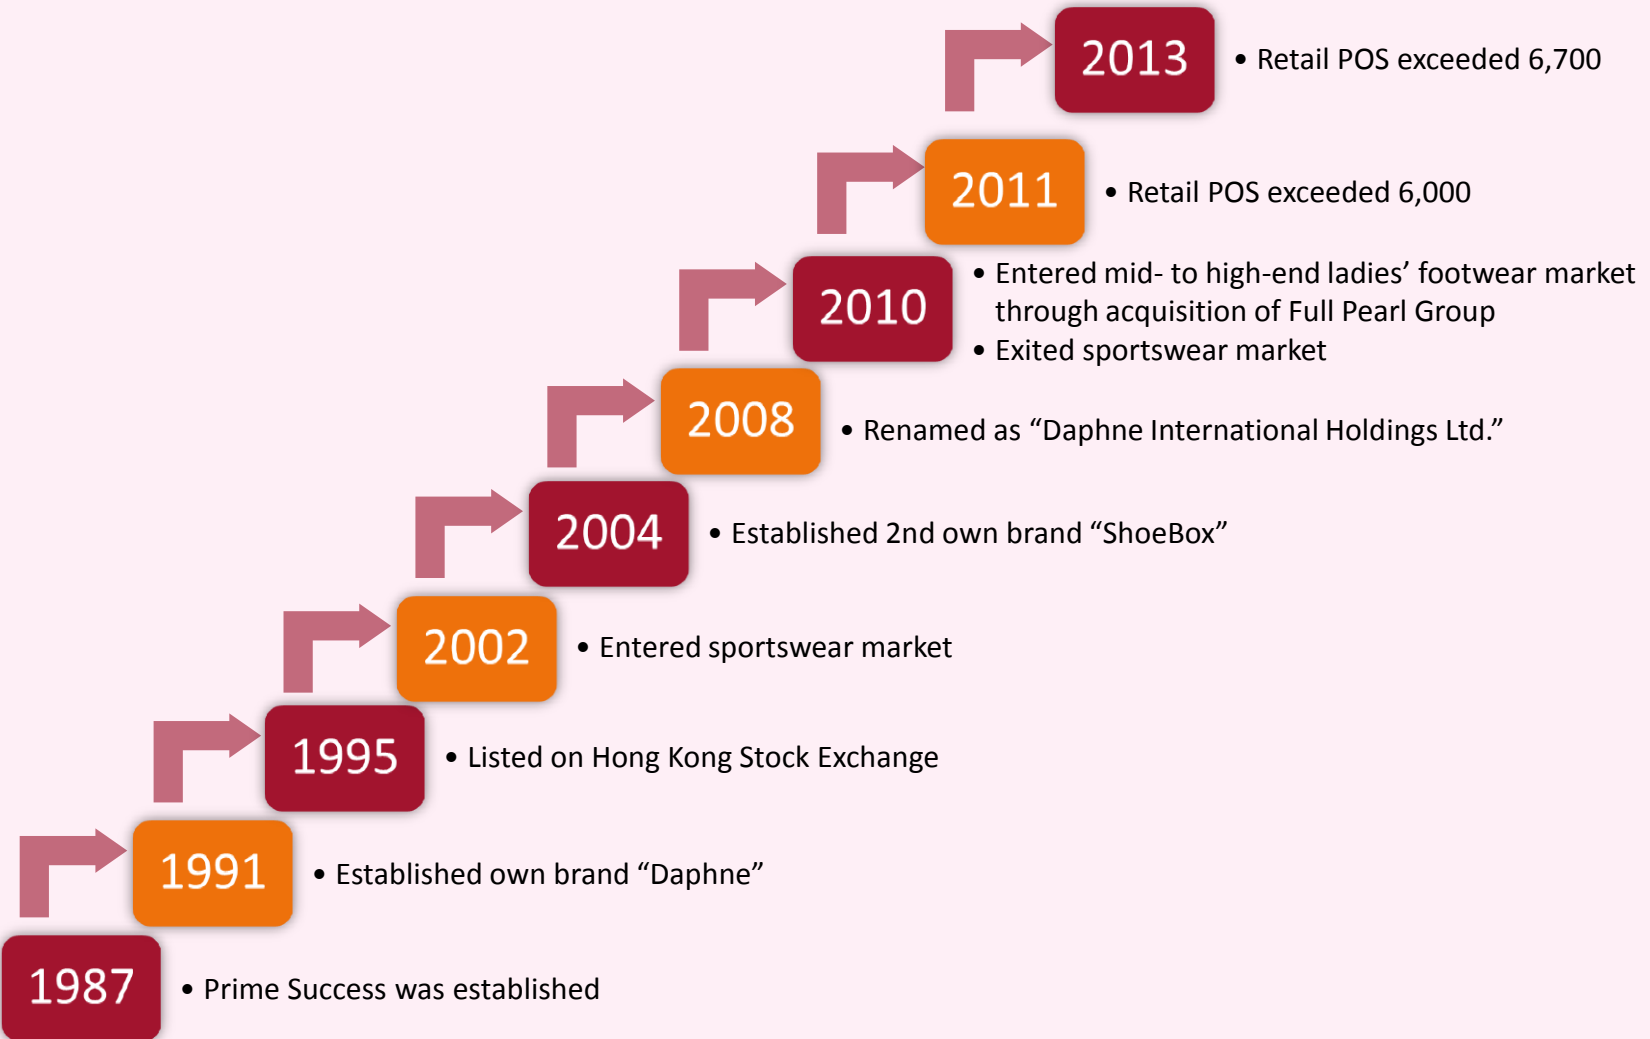 2013
• Retail POS exceeded 6,700
2011
• Retail POS exceeded 6,000
2010
• Entered mid- to high-end ladies’ footwear market
through acquisition of Full Pearl Group
• Exited sportswear market
2008
• Renamed as “Daphne International Holdings Ltd.”
2004
• Established 2nd own brand “ShoeBox”
2002
• Entered sportswear market
1995
• Listed on Hong Kong Stock Exchange
1991
• Established own brand “Daphne”
1987
• Prime Success was established